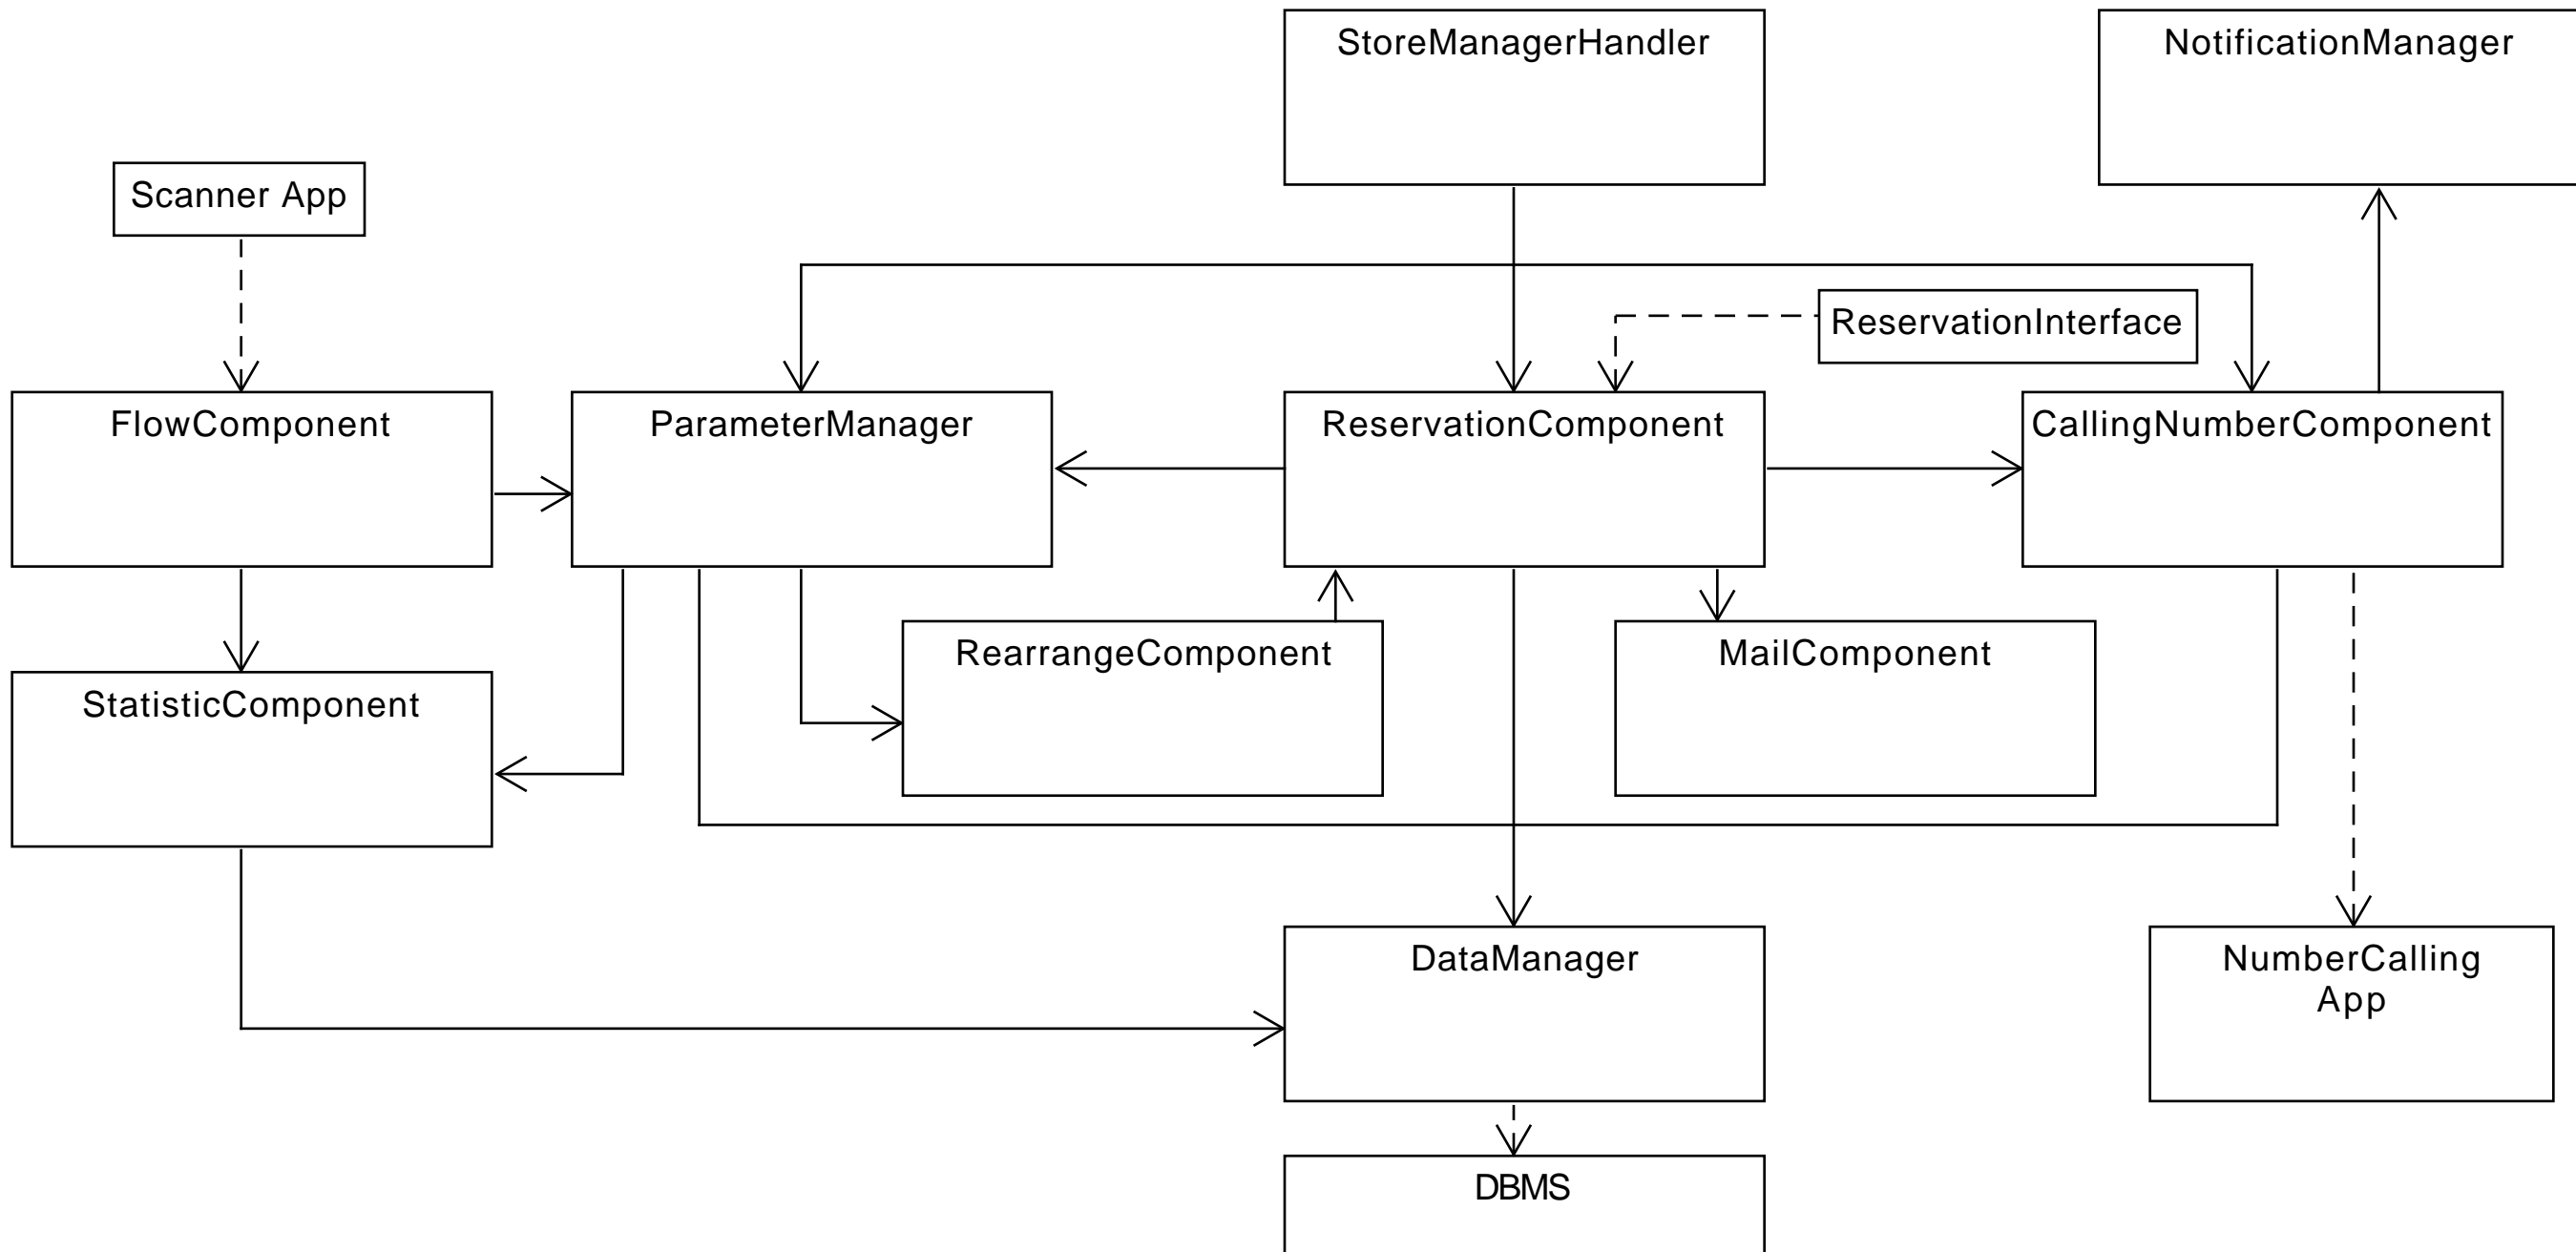 StoreManagerHandler
NotificationManager
Scanner App
ReservationInterface
FlowComponent
ParameterManager
ReservationComponent
CallingNumberComponent
RearrangeComponent
MailComponent
StatisticComponent
DataManager
NumberCalling
App
DBMS